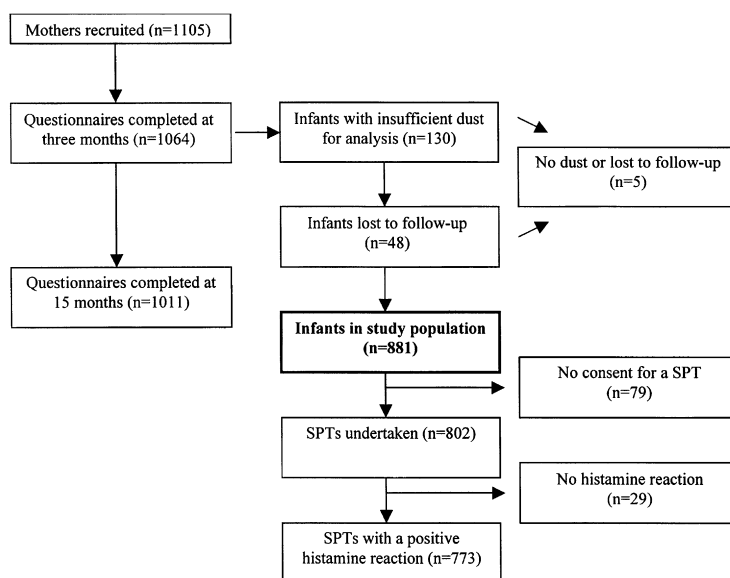 Mothers recruited (n=1105)
Questionnaires completed at
three months (n=1064)
Infants with insufficient dust
for analysis (n=130)
No dust or lost to follow-up
(n=5)
Infants lost to follow-up
(n=48)
Questionnaires completed at
15 months (n=1011)
Infants in study population
(n=881)
No consent for a SPT
(n=79)
SPTs undertaken (n=802)
No histamine reaction
(n=29)
SPTs with a positive
histamine reaction (n=773)